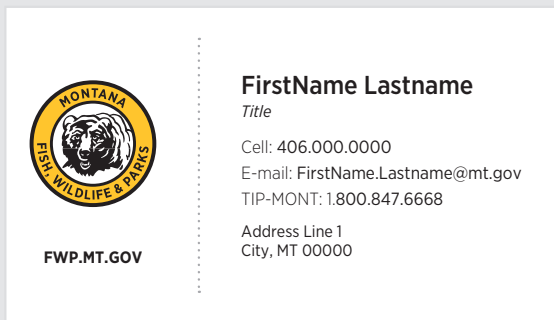 MONTANA
FISH, WILDLIFE & PARKS
FWP.MT.GOV
FirstName Lastname
Title
Cell: 406.000.0000
E-mail: FirstName.Lastname@mt.gov
TIP-MONT: 1.800.847.6668
Address Line 1
City, MT 00000